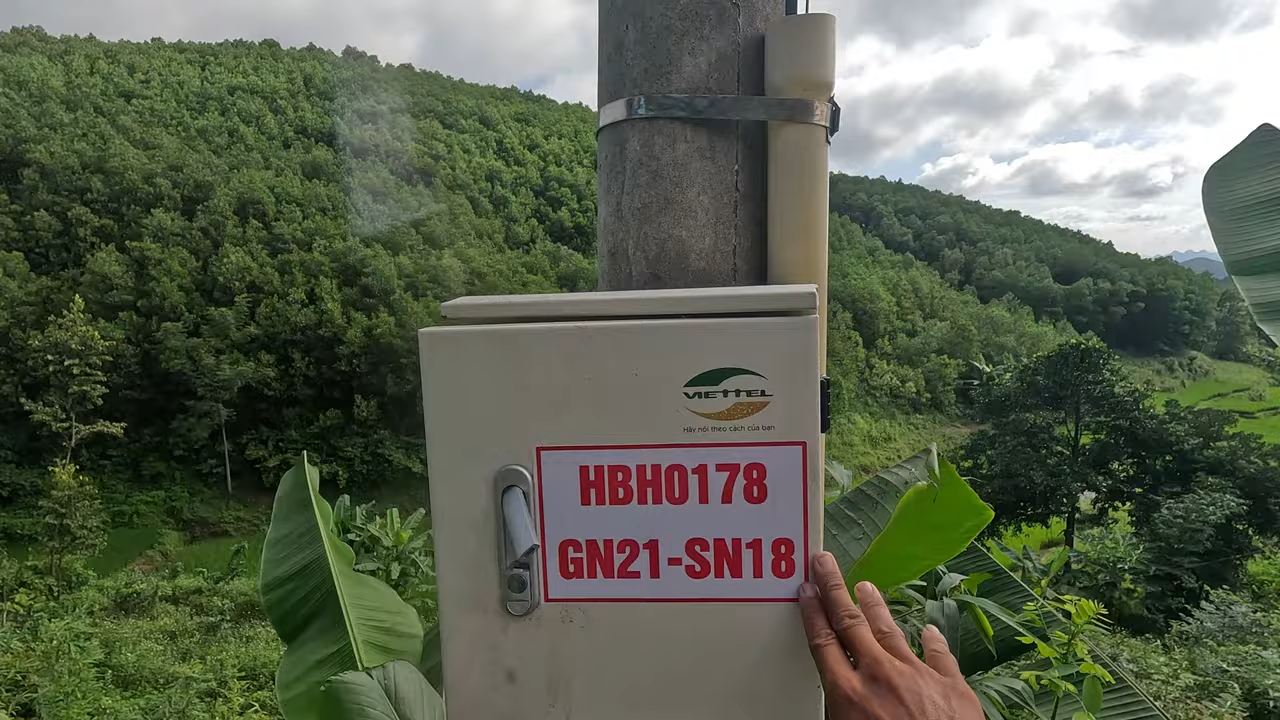 VIETTEL
Hãy nói theo cách của bạn
HBH0178
GN21-SN18